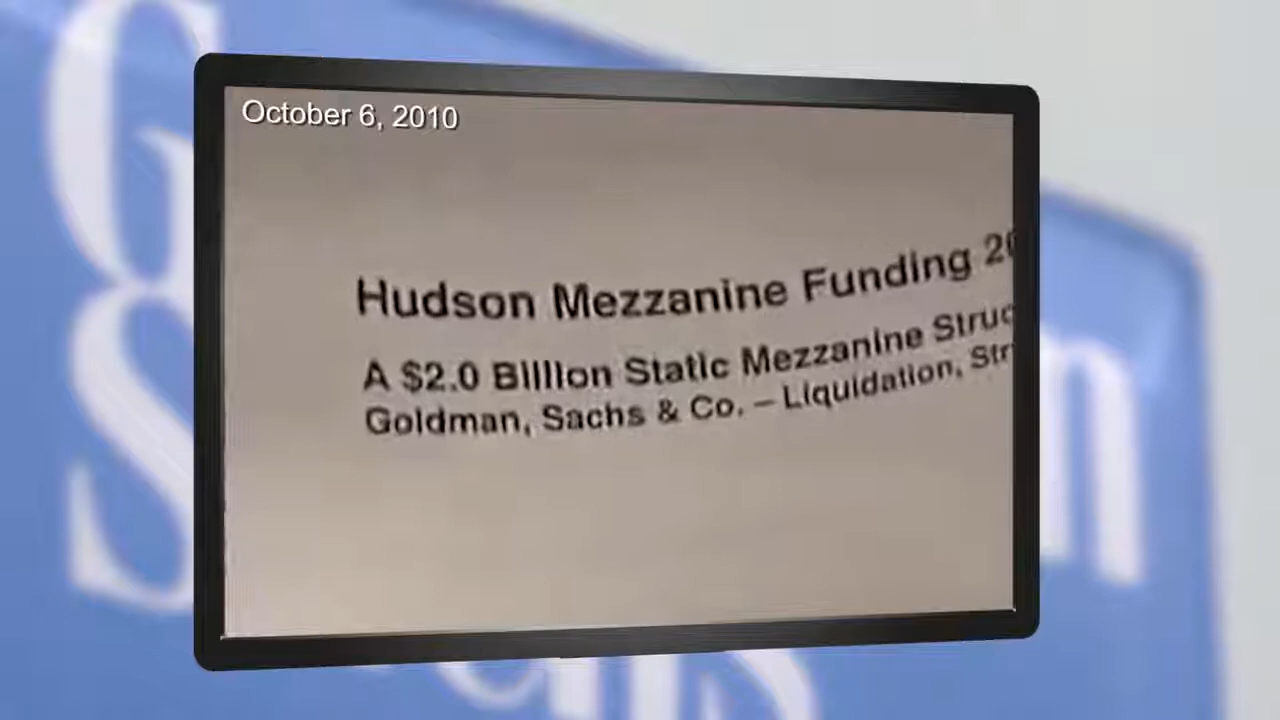 October 6, 2010
Hudson Mezzanine Funding
A $2.0 Billion Static Mezzanine
Goldman, Sachs & Co. – Liquidation,